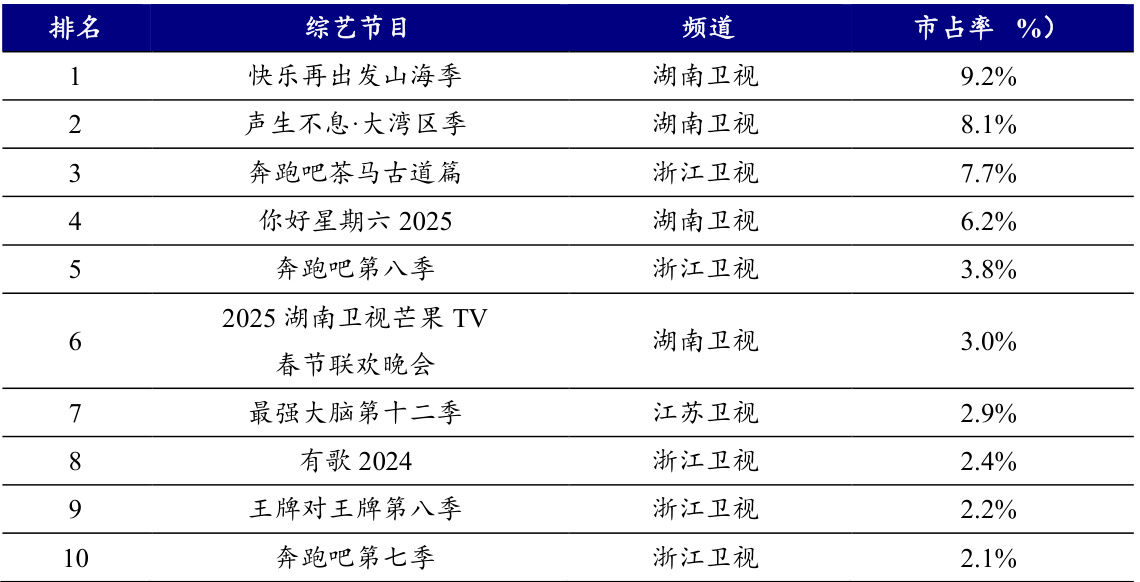 排名 综艺节目 频道 市占率 %）
1 快乐再出发山海季 湖南卫视 9.2%
2 声生不息·大湾区季 湖南卫视 8.1%
3 奔跑吧茶马古道篇 浙江卫视 7.7%
4 你好星期六 2025 湖南卫视 6.2%
5 奔跑吧第八季 浙江卫视 3.8%
6 2025 湖南卫视芒果 TV
春节联欢晚会 湖南卫视 3.0%
7 最强大脑第十二季 江苏卫视 2.9%
8 有歌 2024 浙江卫视 2.4%
9 王牌对王牌第八季 浙江卫视 2.2%
10 奔跑吧第七季 浙江卫视 2.1%